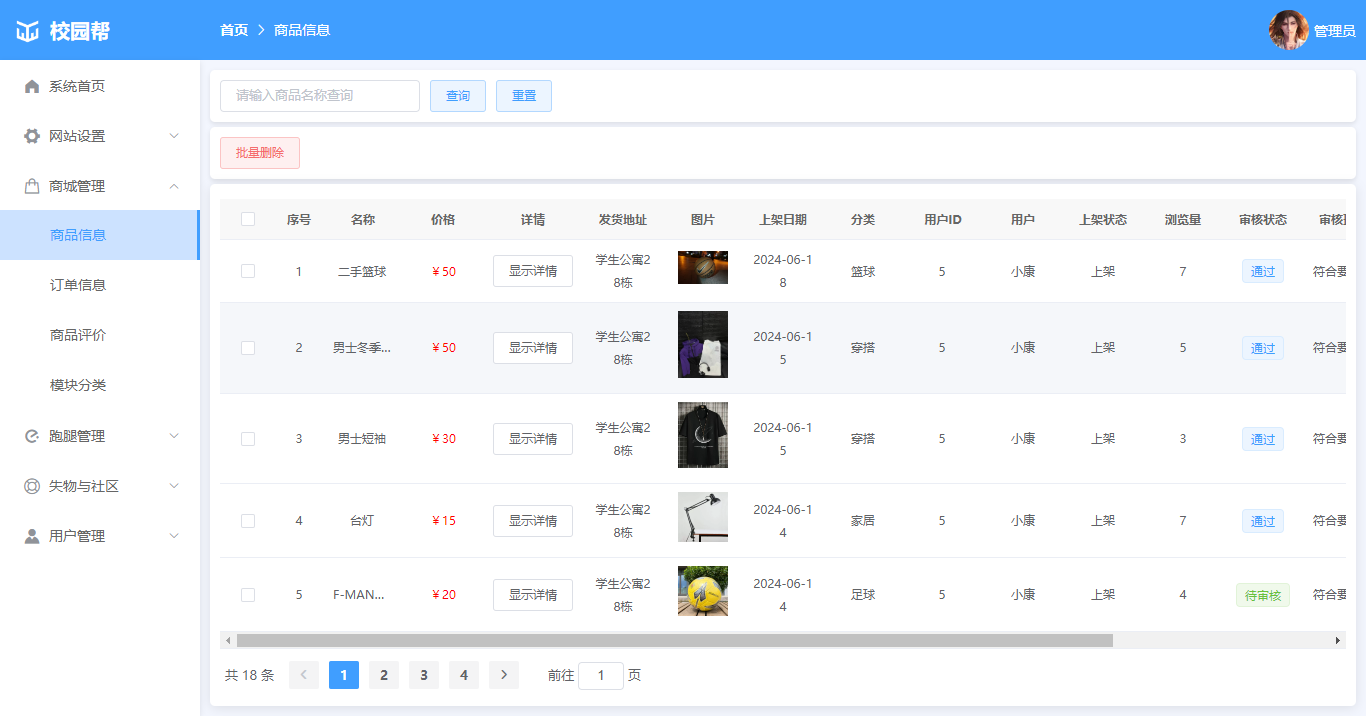 校园帮
首页 > 商品信息
管理员
系统首页
网站设置
商城管理
商品信息
订单信息
商品评价
模块分类
跑腿管理
失物与社区
用户管理
请输入商品名称查询 查询 重置
批量删除
序号 名称 价格 详情 发货地址 图片 上架日期 分类 用户ID 用户 上架状态 浏览量 审核状态 审核
1 二手篮球 ¥50 显示详情 学生公寓28栋 2024-06-18 篮球 5 小康 上架 7 通过 符合要
2 男士冬季... ¥50 显示详情 学生公寓28栋 2024-06-15 穿搭 5 小康 上架 5 通过 符合要
3 男士短袖 ¥30 显示详情 学生公寓28栋 2024-06-15 穿搭 5 小康 上架 3 通过 符合要
4 台灯 ¥15 显示详情 学生公寓28栋 2024-06-14 家居 5 小康 上架 7 通过 符合要
5 F-MAN... ¥20 显示详情 学生公寓28栋 2024-06-14 足球 5 小康 上架 4 待审核 符合要
共 18 条 < 1 2 3 4 > 前往 1 页